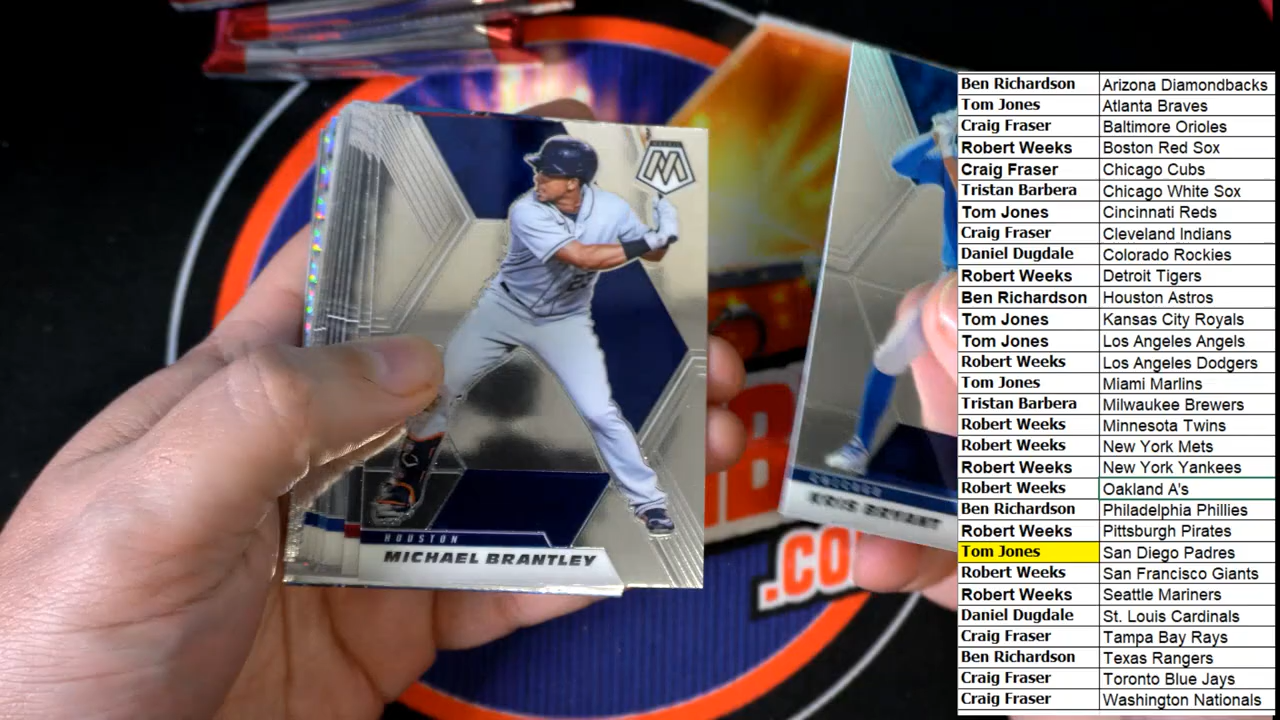 HOUSTON
MICHAEL BRANTLEY
CHICAGO
KRIS BRYANT
.CO
Ben Richardson Arizona Diamondbacks
Tom Jones Atlanta Braves
Craig Fraser Baltimore Orioles
Robert Weeks Boston Red Sox
Craig Fraser Chicago Cubs
Tristan Barbera Chicago White Sox
Tom Jones Cincinnati Reds
Craig Fraser Cleveland Indians
Daniel Dugdale Colorado Rockies
Robert Weeks Detroit Tigers
Ben Richardson Houston Astros
Tom Jones Kansas City Royals
Tom Jones Los Angeles Angels
Robert Weeks Los Angeles Dodgers
Tom Jones Miami Marlins
Tristan Barbera Milwaukee Brewers
Robert Weeks Minnesota Twins
Robert Weeks New York Mets
Robert Weeks New York Yankees
Robert Weeks Oakland A's
Ben Richardson Philadelphia Phillies
Robert Weeks Pittsburgh Pirates
Tom Jones San Diego Padres
Robert Weeks San Francisco Giants
Robert Weeks Seattle Mariners
Daniel Dugdale St. Louis Cardinals
Craig Fraser Tampa Bay Rays
Ben Richardson Texas Rangers
Craig Fraser Toronto Blue Jays
Craig Fraser Washington Nationals